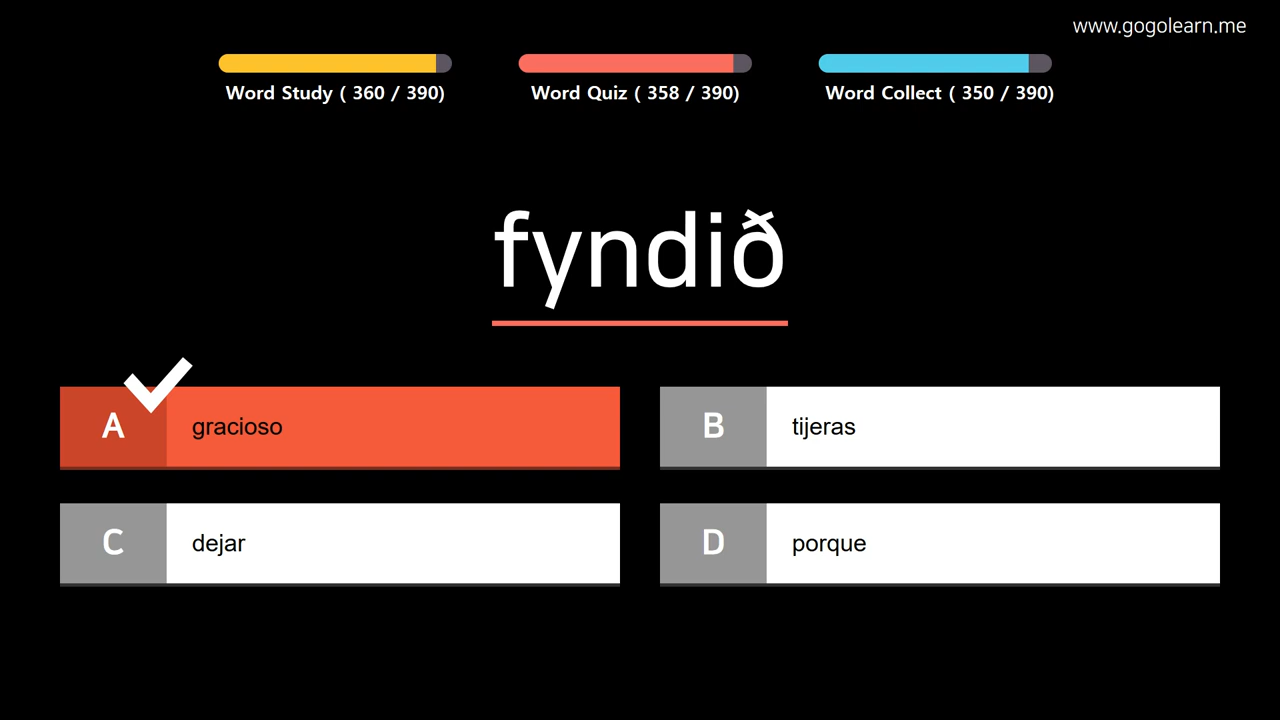 www.gogolearn.me
Word Study ( 360 / 390)
Word Quiz ( 358 / 390)
Word Collect ( 350 / 390)
fyndið
A gracioso
B tijeras
C dejar
D porque